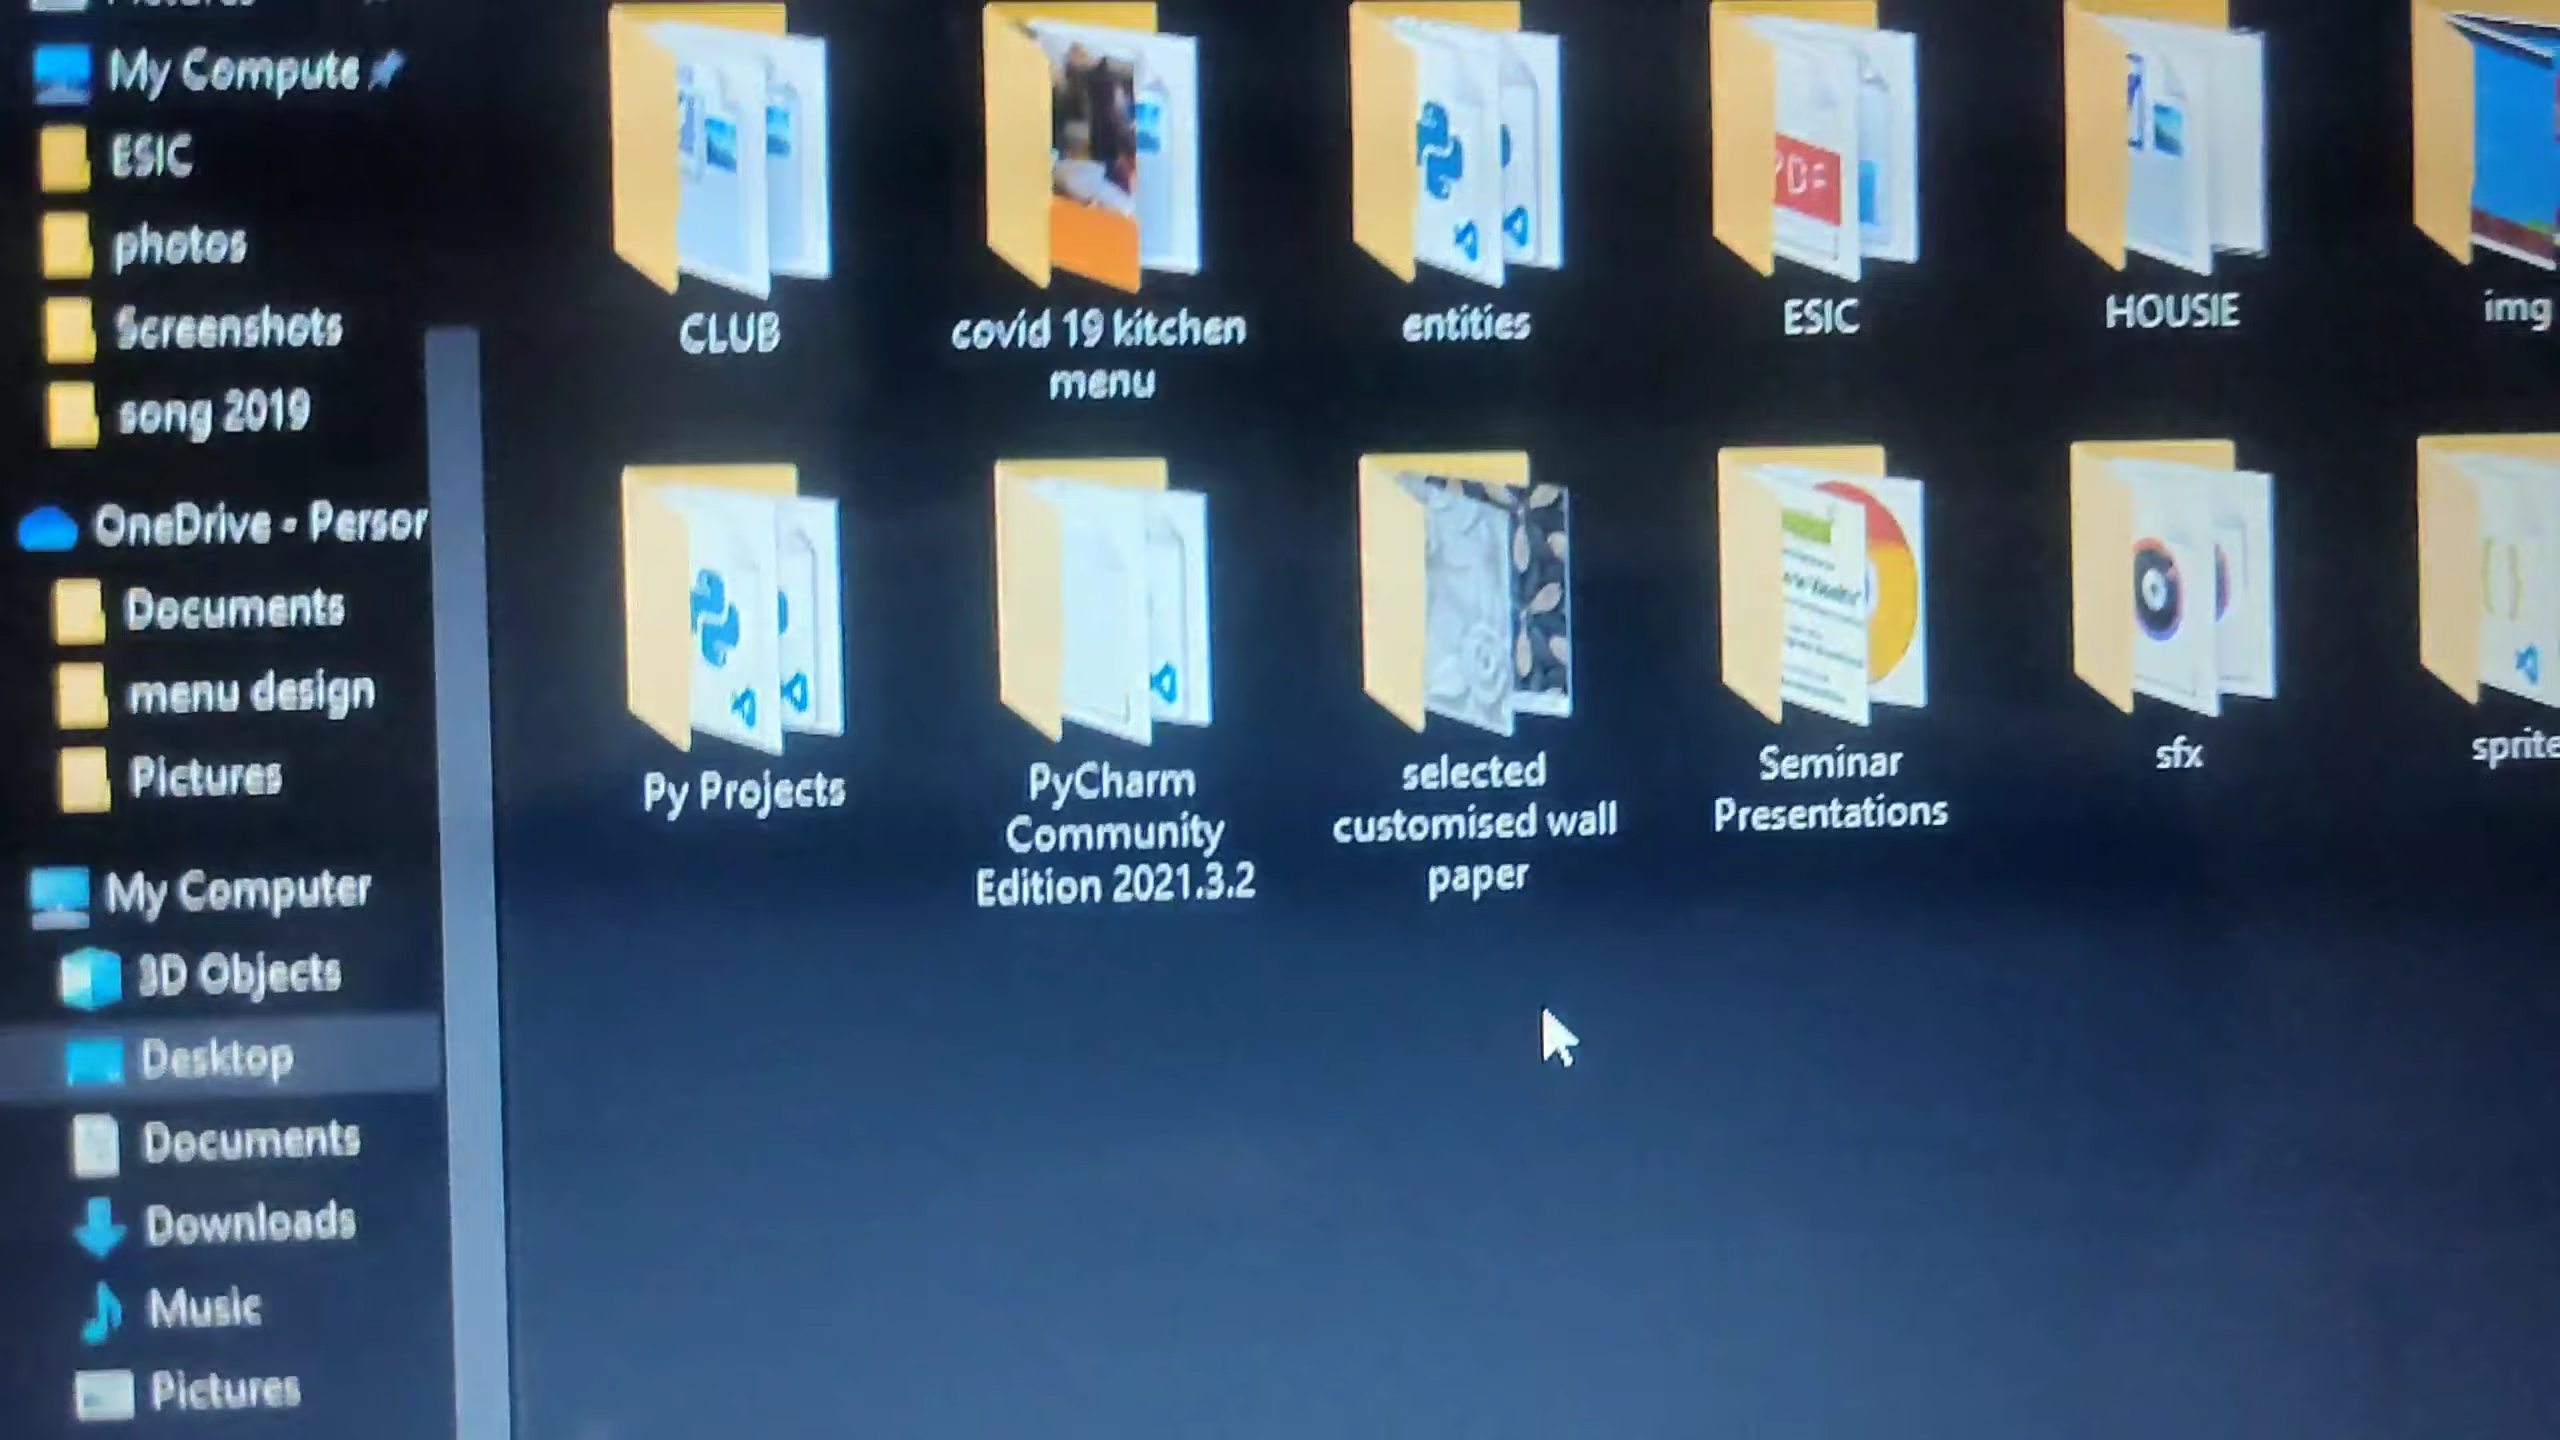 My Compute
ESIC
photos
Screenshots
song 2019
OneDrive - Persor
Documents
menu design
Pictures
My Computer
3D Objects
Desktop
Documents
Downloads
Music
Pictures
CLUB
covid 19 kitchen
menu
entities
PDF
ESIC
HOUSIE
img
Py Projects
PyCharm
Community
Edition 2021.3.2
selected
customised wall
paper
Seminar
Presentations
sfx
sprite